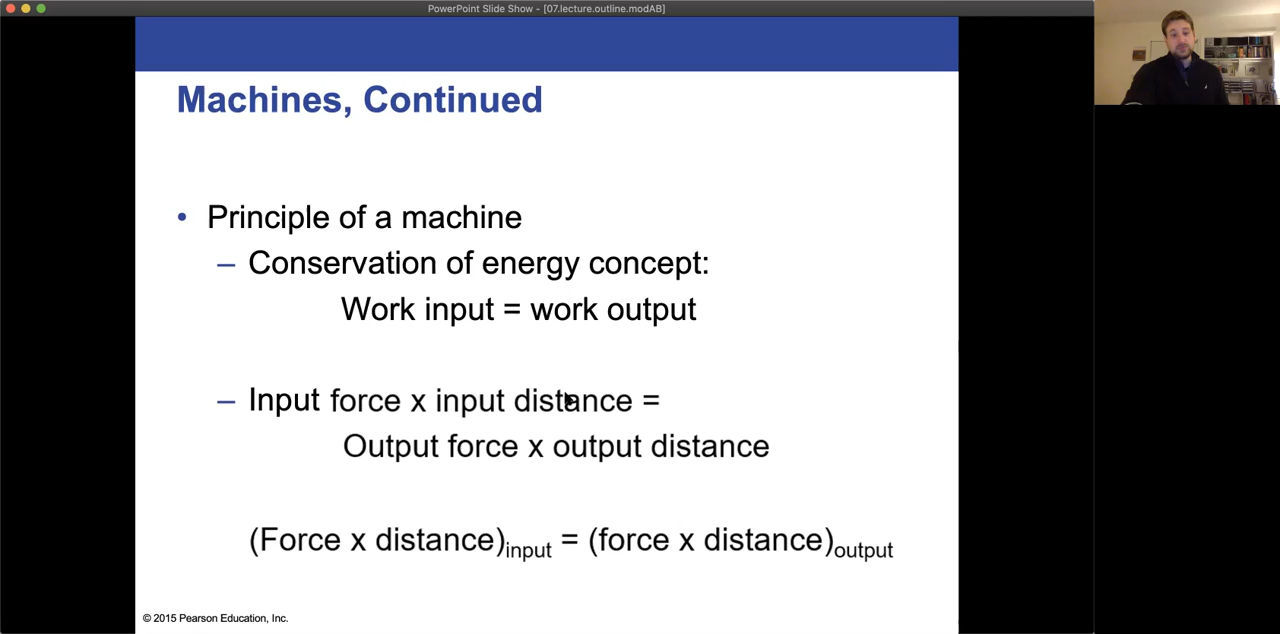 PowerPoint Slide Show - [07.lecture.outline.modAB]
Machines, Continued
• Principle of a machine
– Conservation of energy concept:
Work input = work output
– Input force x input distance =
Output force x output distance
(Force x distance)input = (force x distance)output
© 2015 Pearson Education, Inc.